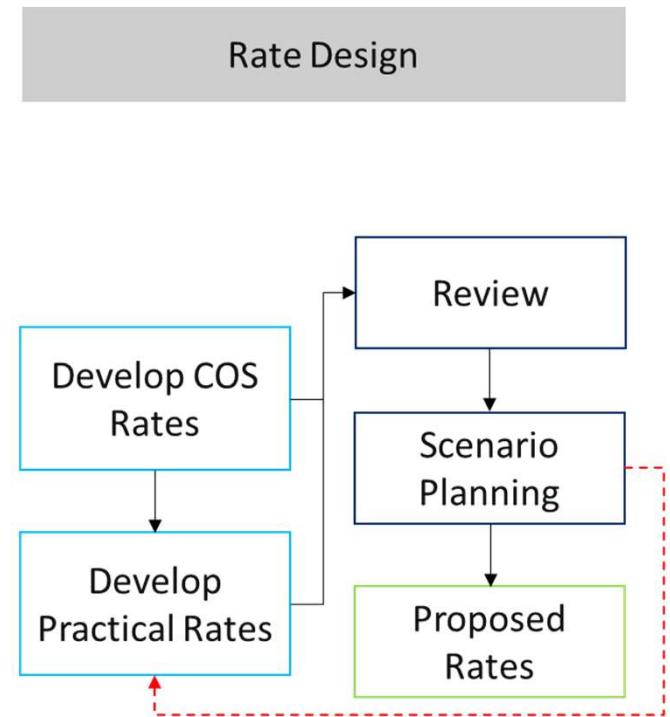 Rate Design
Review
Develop COS
Rates
Scenario
Planning
Develop
Practical Rates
Proposed
Rates